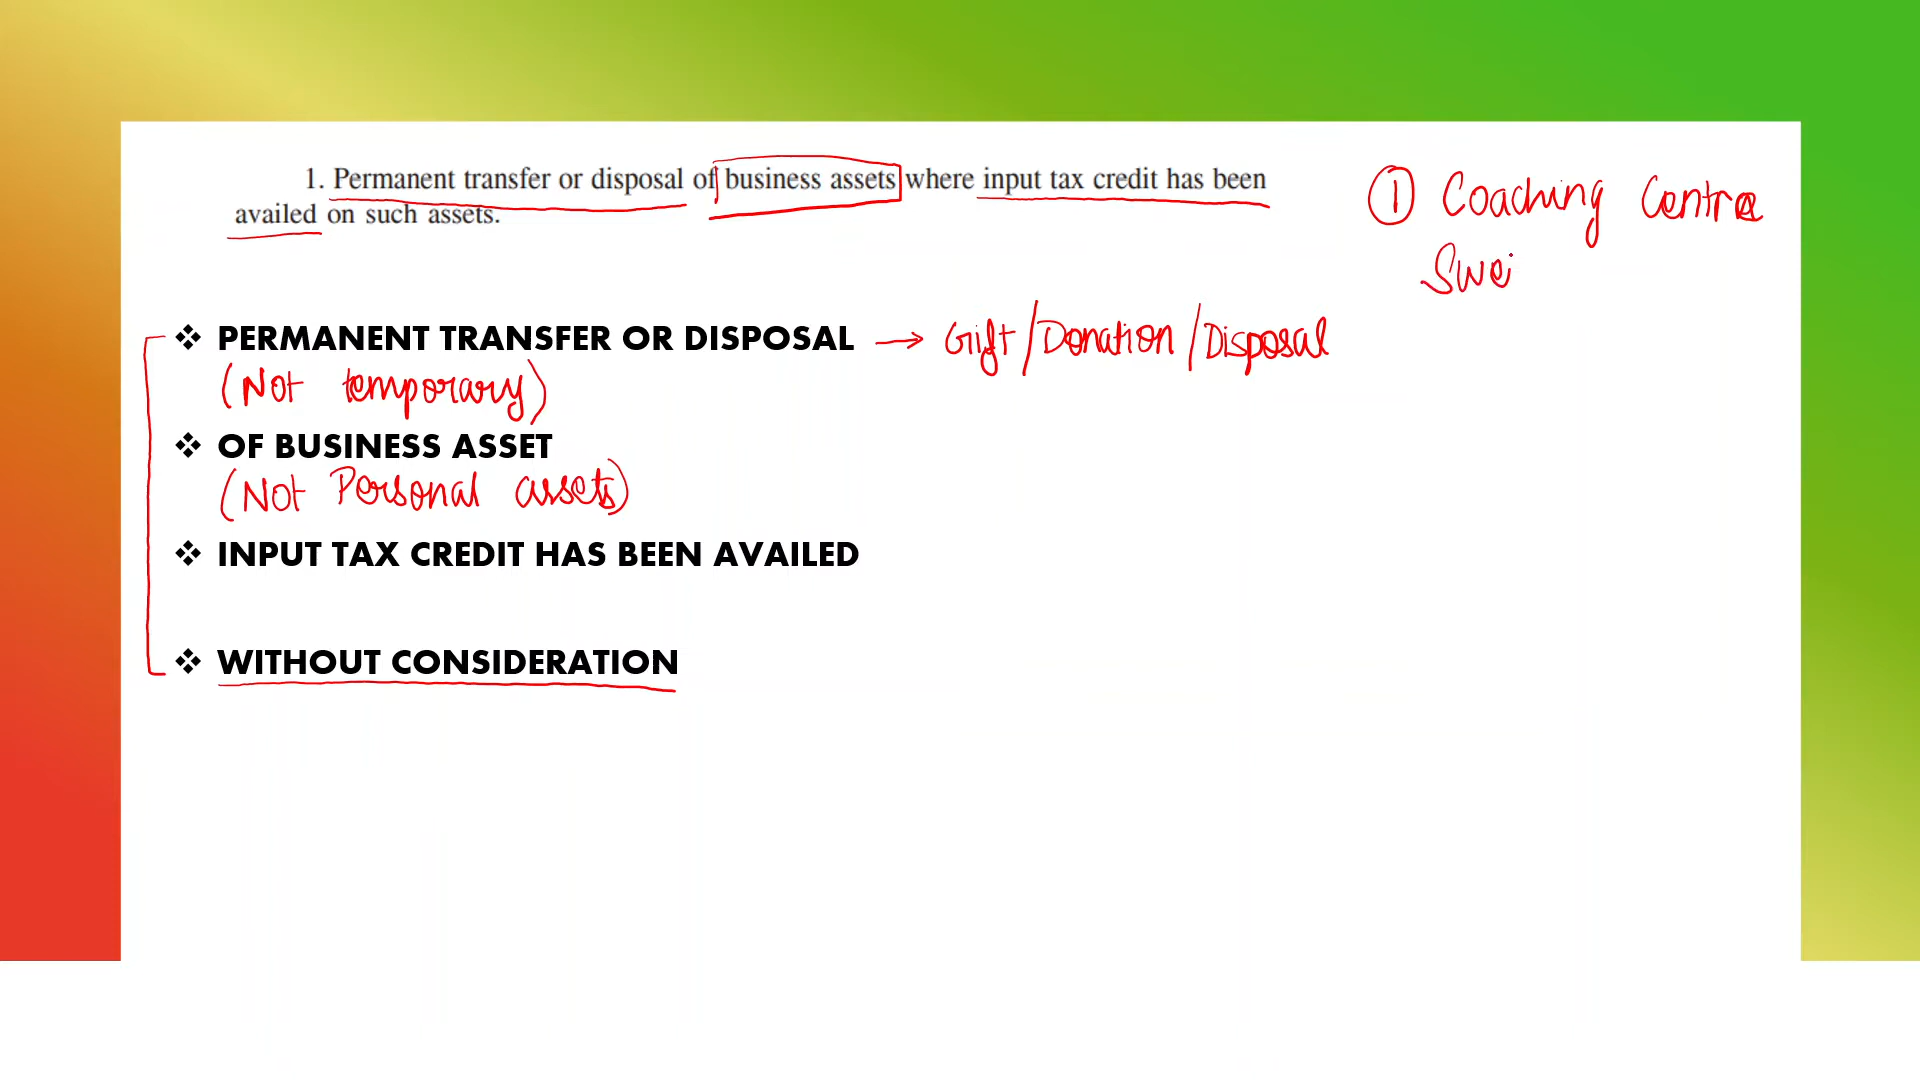 1. Permanent transfer or disposal of business assets where input tax credit has been
availed on such assets.
① Coaching Centre
Swe
❖ PERMANENT TRANSFER OR DISPOSAL → Gift/Donation/Disposal
(Not temporary)
❖ OF BUSINESS ASSET
(Not Personal assets)
❖ INPUT TAX CREDIT HAS BEEN AVAILED
❖ WITHOUT CONSIDERATION